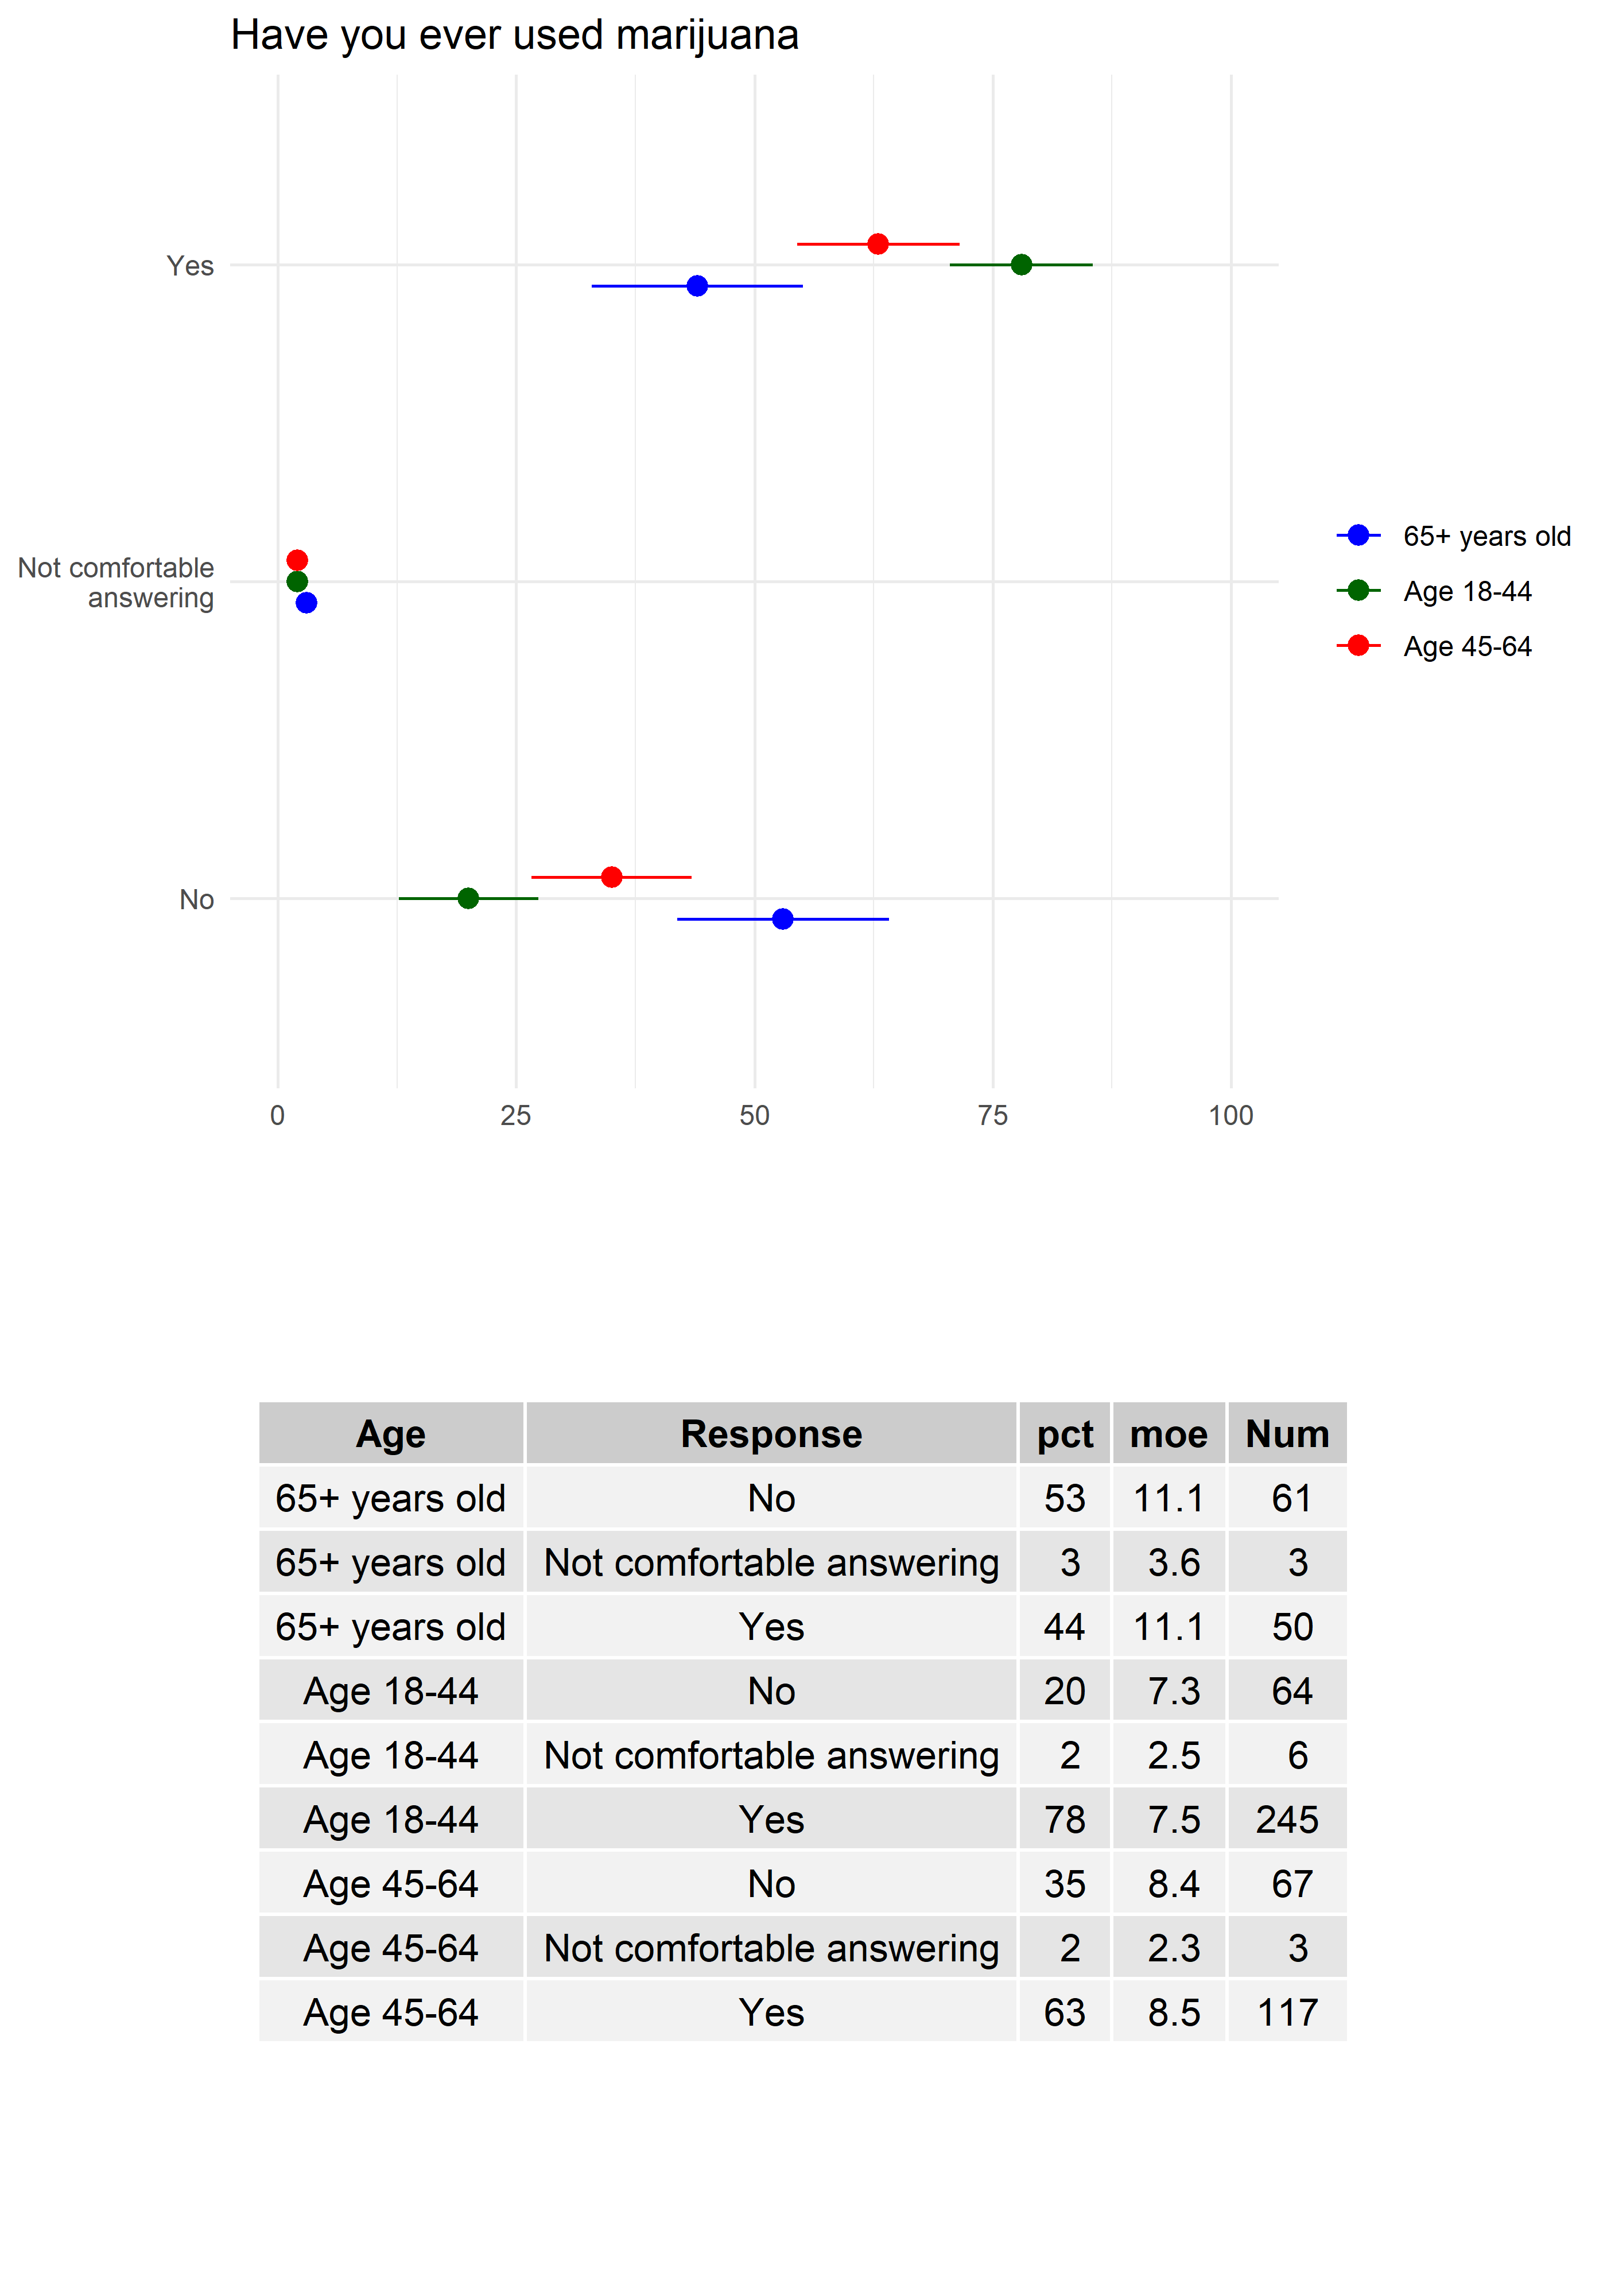 Have you ever used marijuana
Yes
Not comfortable
answering
No
0 25 50 75 100
65+ years old
Age 18-44
Age 45-64
Age Response pct moe Num
65+ years old No 53 11.1 61
65+ years old Not comfortable answering 3 3.6 3
65+ years old Yes 44 11.1 50
Age 18-44 No 20 7.3 64
Age 18-44 Not comfortable answering 2 2.5 6
Age 18-44 Yes 78 7.5 245
Age 45-64 No 35 8.4 67
Age 45-64 Not comfortable answering 2 2.3 3
Age 45-64 Yes 63 8.5 117